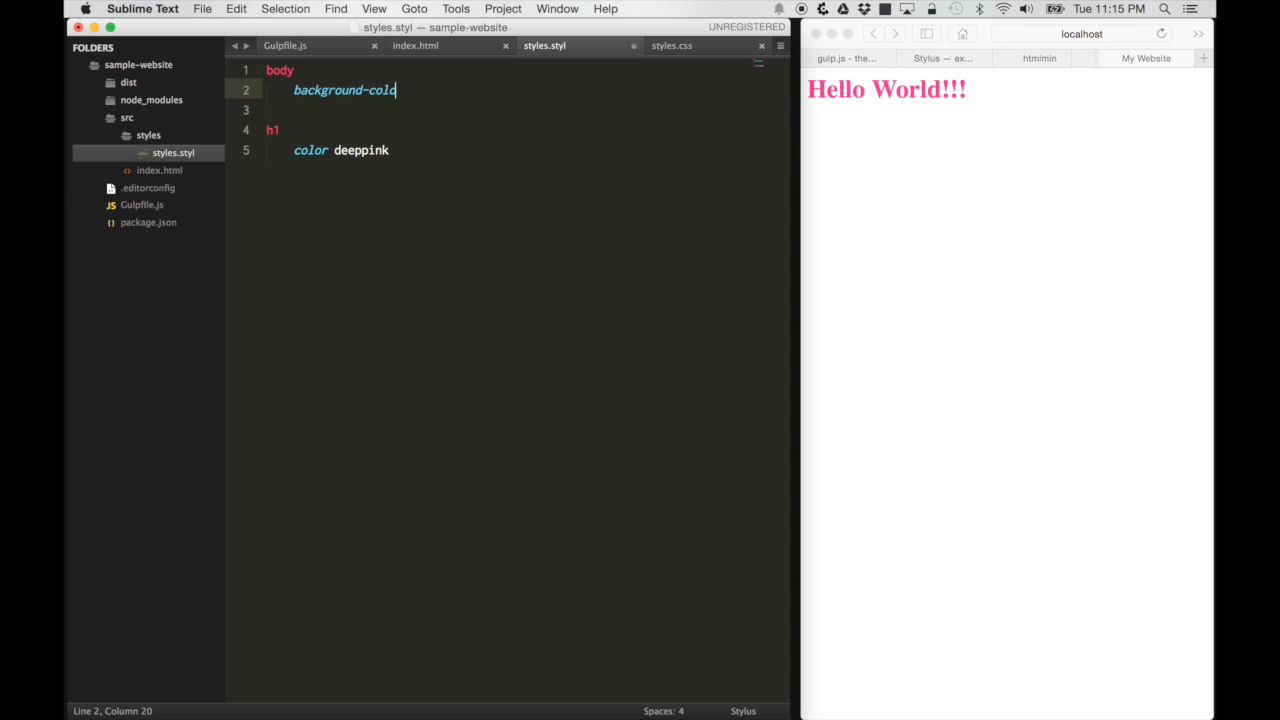 Sublime Text File Edit Selection Find View Goto Tools Project Window Help Tue 11:15 PM
styles.styl — sample-website UNREGISTERED
FOLDERS
sample-website
dist
node_modules
src
styles
styles.styl
index.html
.editorconfig
JS Gulpfile.js
{} package.json
Gulpfile.js index.html styles.styl styles.css
1 body
2 background-colo
3
4 h1
5 color deeppink
Line 2, Column 20 Spaces: 4 Stylus
localhost
gulp.js - the... Stylus — ex... htmlmin My Website
Hello World!!!